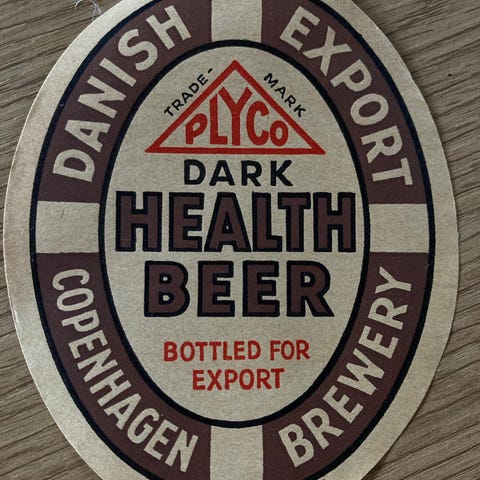 DANISH EXPORT
TRADE-MARK
PLYCO
DARK
HEALTH
BEER
BOTTLED FOR
EXPORT
COPENHAGEN BREWERY